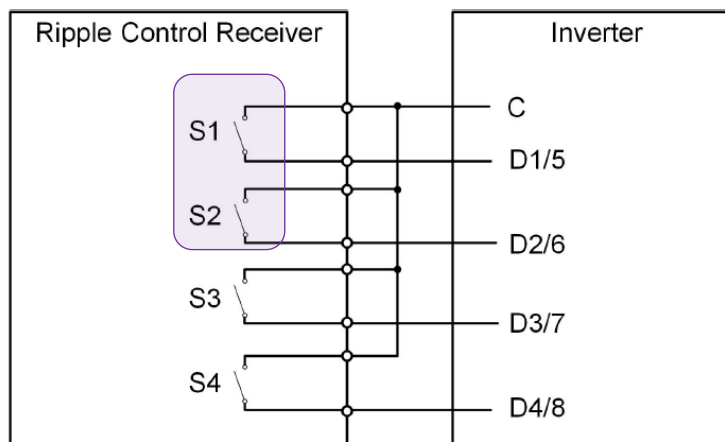 Ripple Control Receiver
Inverter
S1
C
D1/5
S2
D2/6
S3
D3/7
S4
D4/8